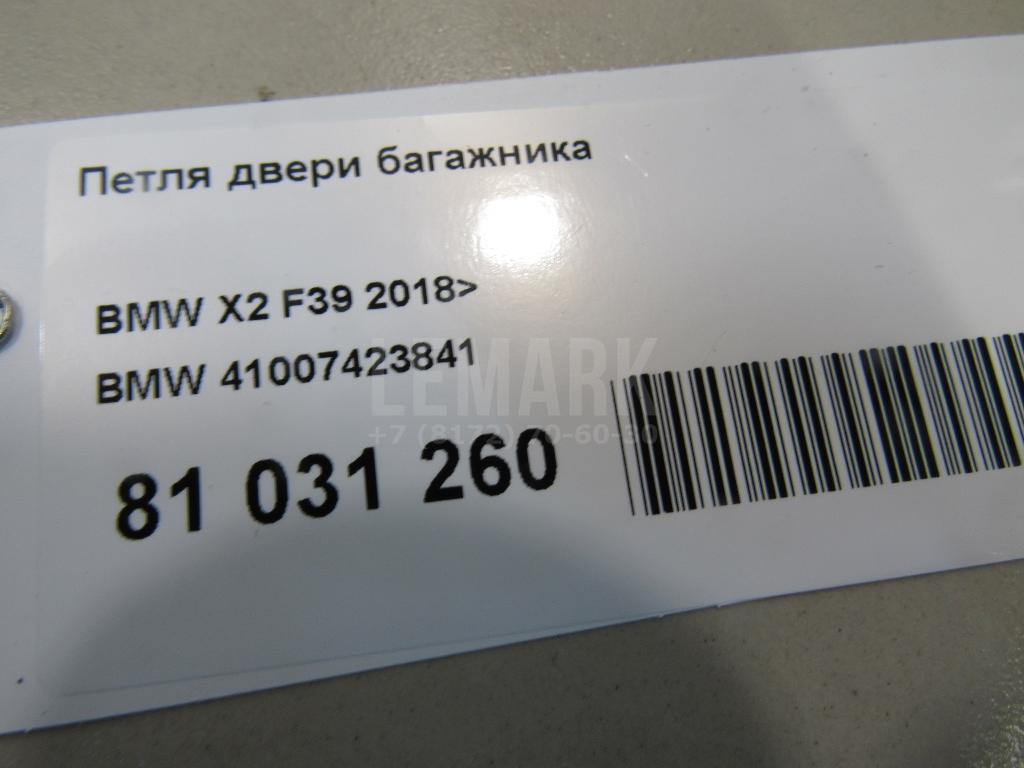 Петля двери багажника
BMW X2 F39 2018>
BMW 41007423841
LEMARK
81 031 260